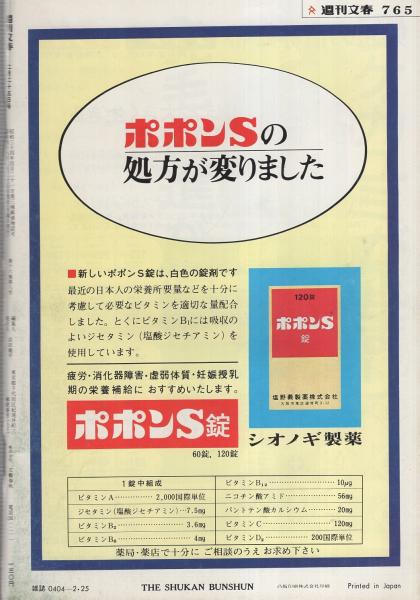 週刊文春 765
ポポンSの
処方が変りました
■新しいポポンS錠は、白色の錠剤です
最近の日本人の栄養所要量などを十分に
考慮して必要なビタミンを適切な量配合
しました。とくにビタミンB₁には吸収の
よいジセタミン(塩酸ジセチアミン)を
使用しています。
疲労・消化器障害・虚弱体質・妊娠授乳
期の栄養補給に おすすめいたします。
ポポンS錠
60錠, 120錠
120錠
ポポンS
錠
塩野義製薬株式会社
シオノギ製薬
1錠中組成
ビタミンA 2,000国際単位
ジセタミン(塩酸ジセチアミン) 7.5mg
ビタミンB₂ 3.6mg
ビタミンB₆ 4mg
ビタミンB₁₂ 10μg
ニコチン酸アミド 56mg
パントテン酸カルシウム 20mg
ビタミンC 120mg
ビタミンD₂ 200国際単位
薬局・薬店で十分に ご相談のうえ お求め下さい
雑誌 0404-2・25
THE SHUKAN BUNSHUN
凸版印刷株式会社印刷
Printed in Japan